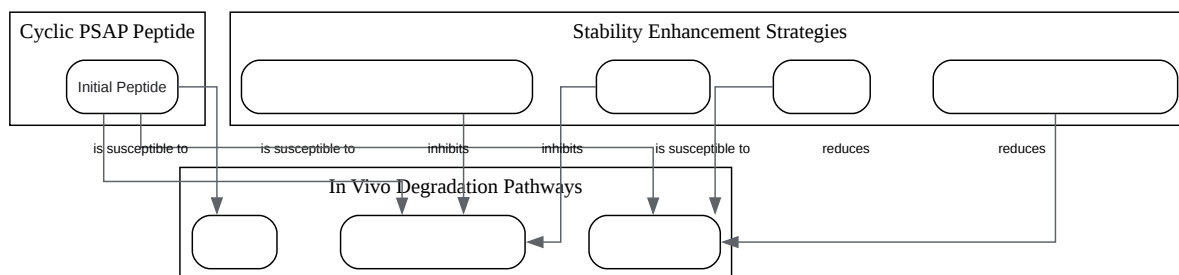 Cyclic PSAP Peptide
Stability Enhancement Strategies
Initial Peptide
is susceptible to
is susceptible to
inhibits
inhibits
is susceptible to
reduces
reduces
In Vivo Degradation Pathways